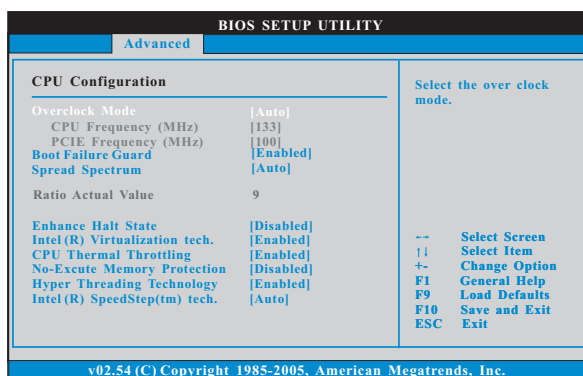 BIOS SETUP UTILITY
Advanced
CPU Configuration
Overclock Mode [Auto]
CPU Frequency (MHz) [133]
PCIE Frequency (MHz) [100]
Boot Failure Guard [Enabled]
Spread Spectrum [Auto]
Ratio Actual Value 9
Enhance Halt State [Disabled]
Intel (R) Virtualization tech. [Enabled]
CPU Thermal Throttling [Enabled]
No-Excute Memory Protection [Disabled]
Hyper Threading Technology [Enabled]
Intel (R) SpeedStep(tm) tech. [Auto]
Select the over clock
mode.
←→ Select Screen
↑↓ Select Item
+- Change Option
F1 General Help
F9 Load Defaults
F10 Save and Exit
ESC Exit
v02.54 (C) Copyright 1985-2005, American Megatrends, Inc.